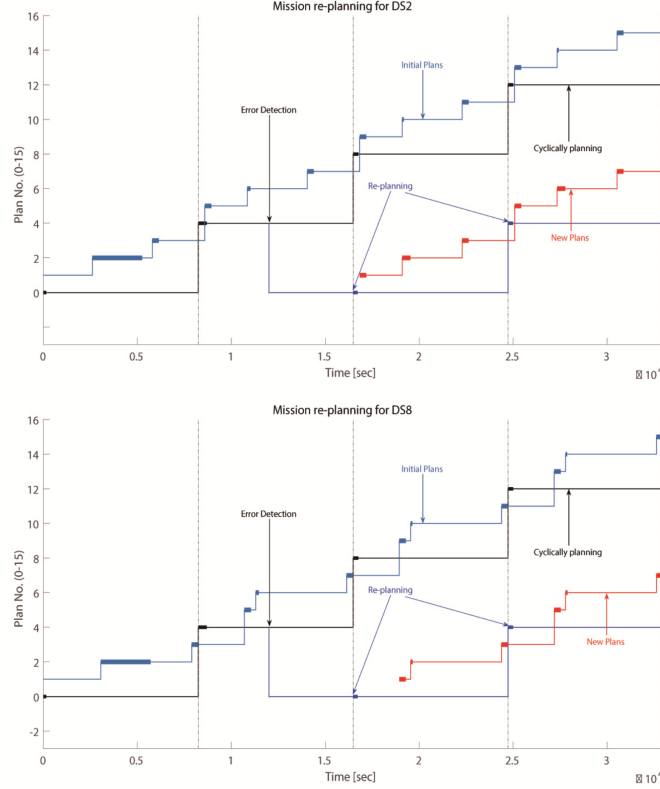 Mission re-planning for DS2
16
14
12
10
8
6
4
2
0
Plan No. (0-15)
Initial Plans
Error Detection
Cyclically planning
Re-planning
New Plans
0
0.5
1
1.5
2
2.5
3
Time [sec]
10
Mission re-planning for DS8
16
14
12
10
8
6
4
2
0
-2
Plan No. (0-15)
Initial Plans
Error Detection
Cyclically planning
Re-planning
New Plans
0
0.5
1
1.5
2
2.5
3
Time [sec]
10